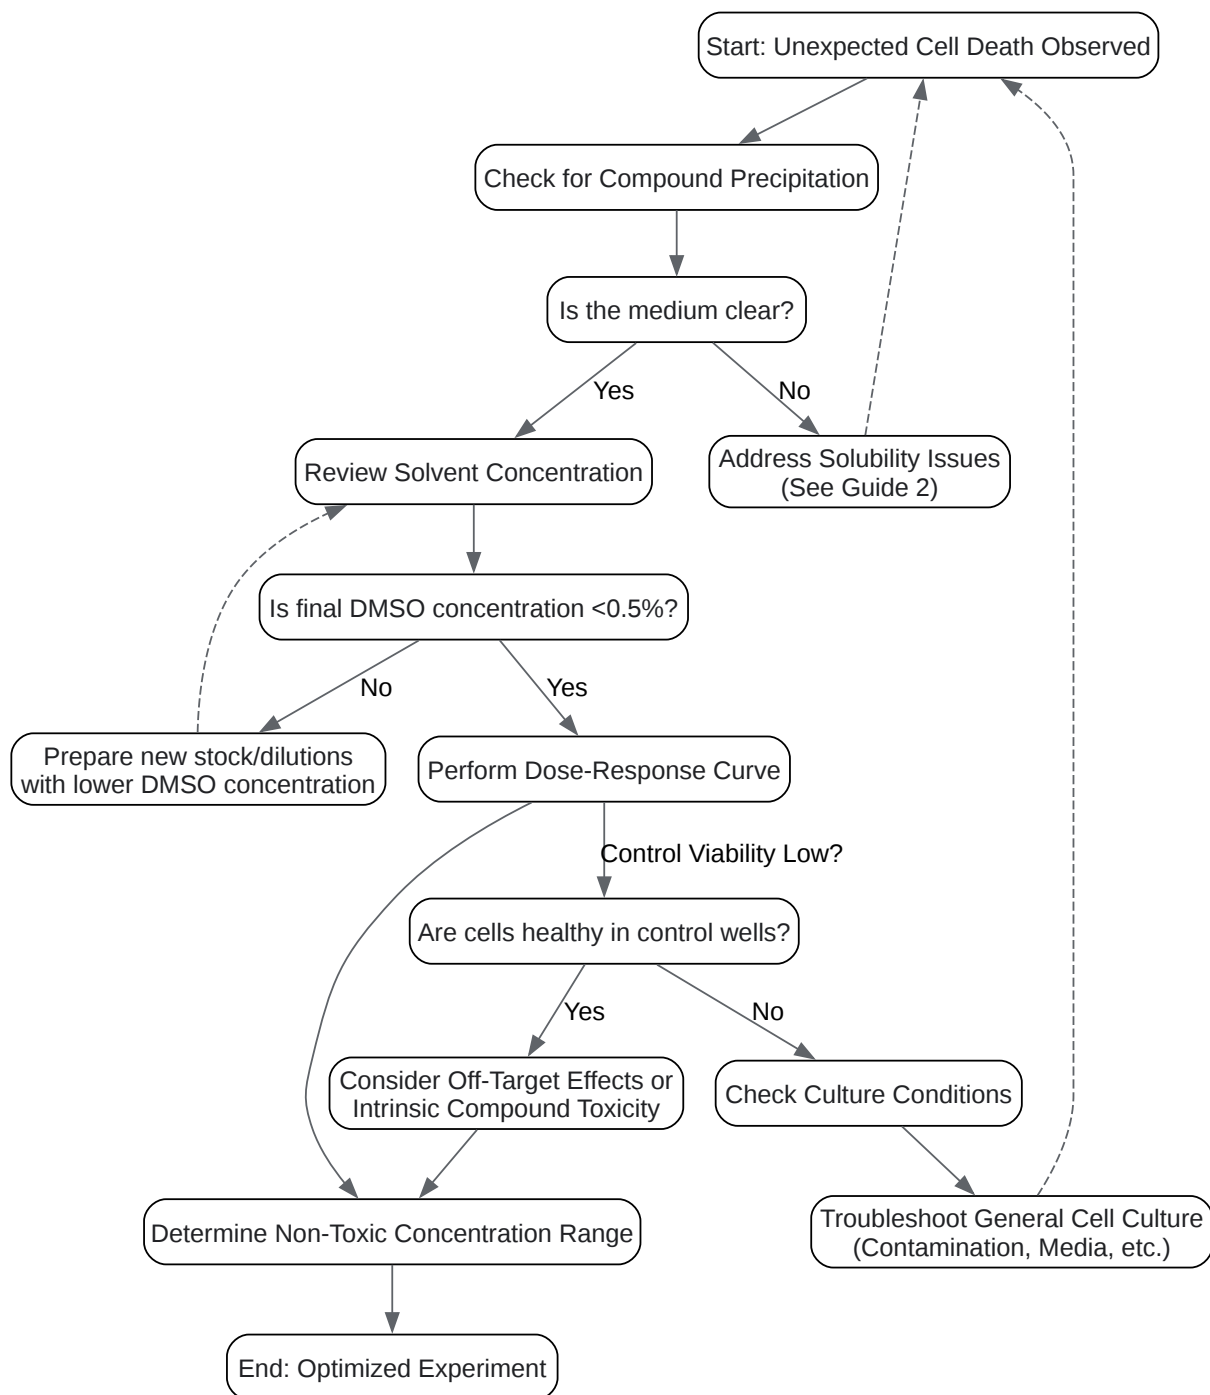 Start: Unexpected Cell Death Observed
Check for Compound Precipitation
Is the medium clear?
Yes
No
Review Solvent Concentration
Address Solubility Issues
(See Guide 2)
Is final DMSO concentration <0.5%?
No
Yes
Prepare new stock/dilutions
with lower DMSO concentration
Perform Dose-Response Curve
Control Viability Low?
Are cells healthy in control wells?
Yes
No
Consider Off-Target Effects or
Intrinsic Compound Toxicity
Check Culture Conditions
Determine Non-Toxic Concentration Range
Troubleshoot General Cell Culture
(Contamination, Media, etc.)
End: Optimized Experiment